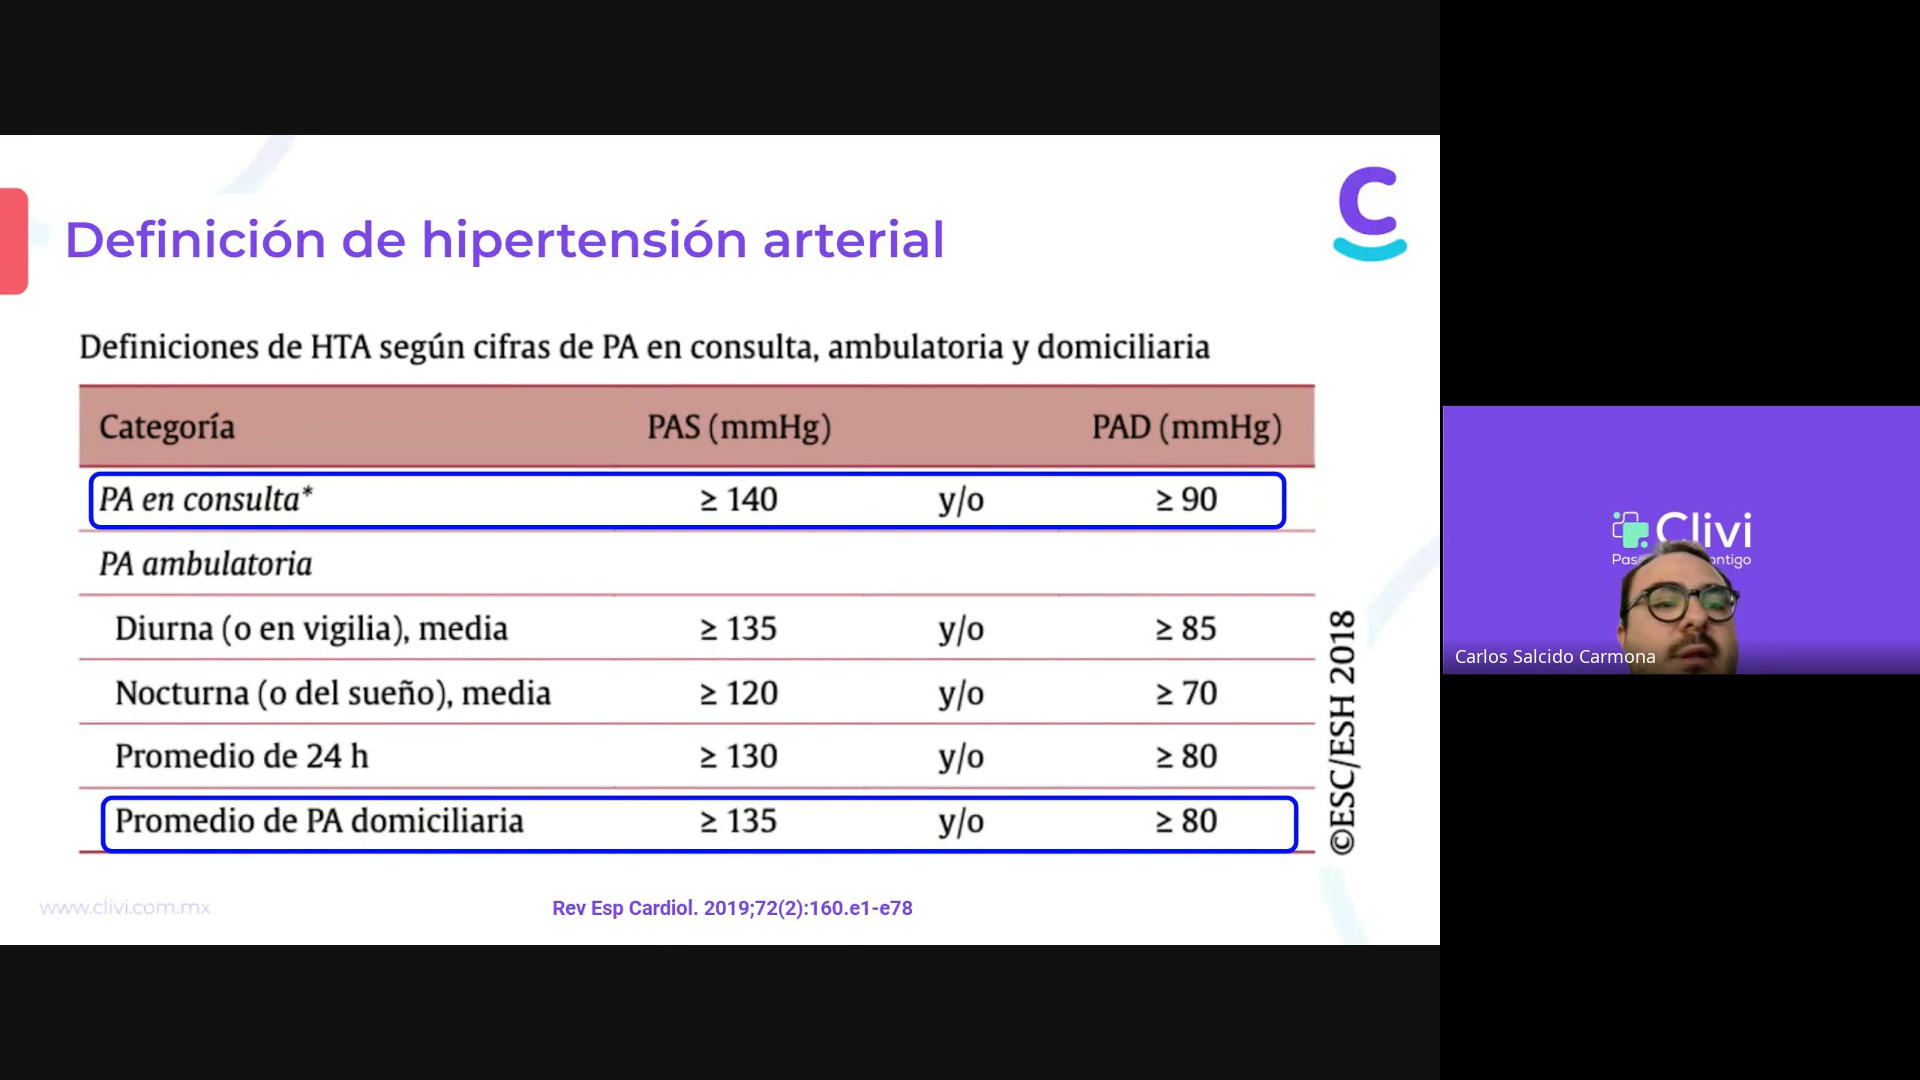 Definición de hipertensión arterial
Definiciones de HTA según cifras de PA en consulta, ambulatoria y domiciliaria
Categoría PAS (mmHg) PAD (mmHg)
PA en consulta* ≥ 140 y/o ≥ 90
PA ambulatoria
Diurna (o en vigilia), media ≥ 135 y/o ≥ 85
Nocturna (o del sueño), media ≥ 120 y/o ≥ 70
Promedio de 24 h ≥ 130 y/o ≥ 80
Promedio de PA domiciliaria ≥ 135 y/o ≥ 80
©ESC/ESH 2018
www.clivi.com.mx
Rev Esp Cardiol. 2019;72(2):160.e1-e78
Clivi
Carlos Salcido Carmona